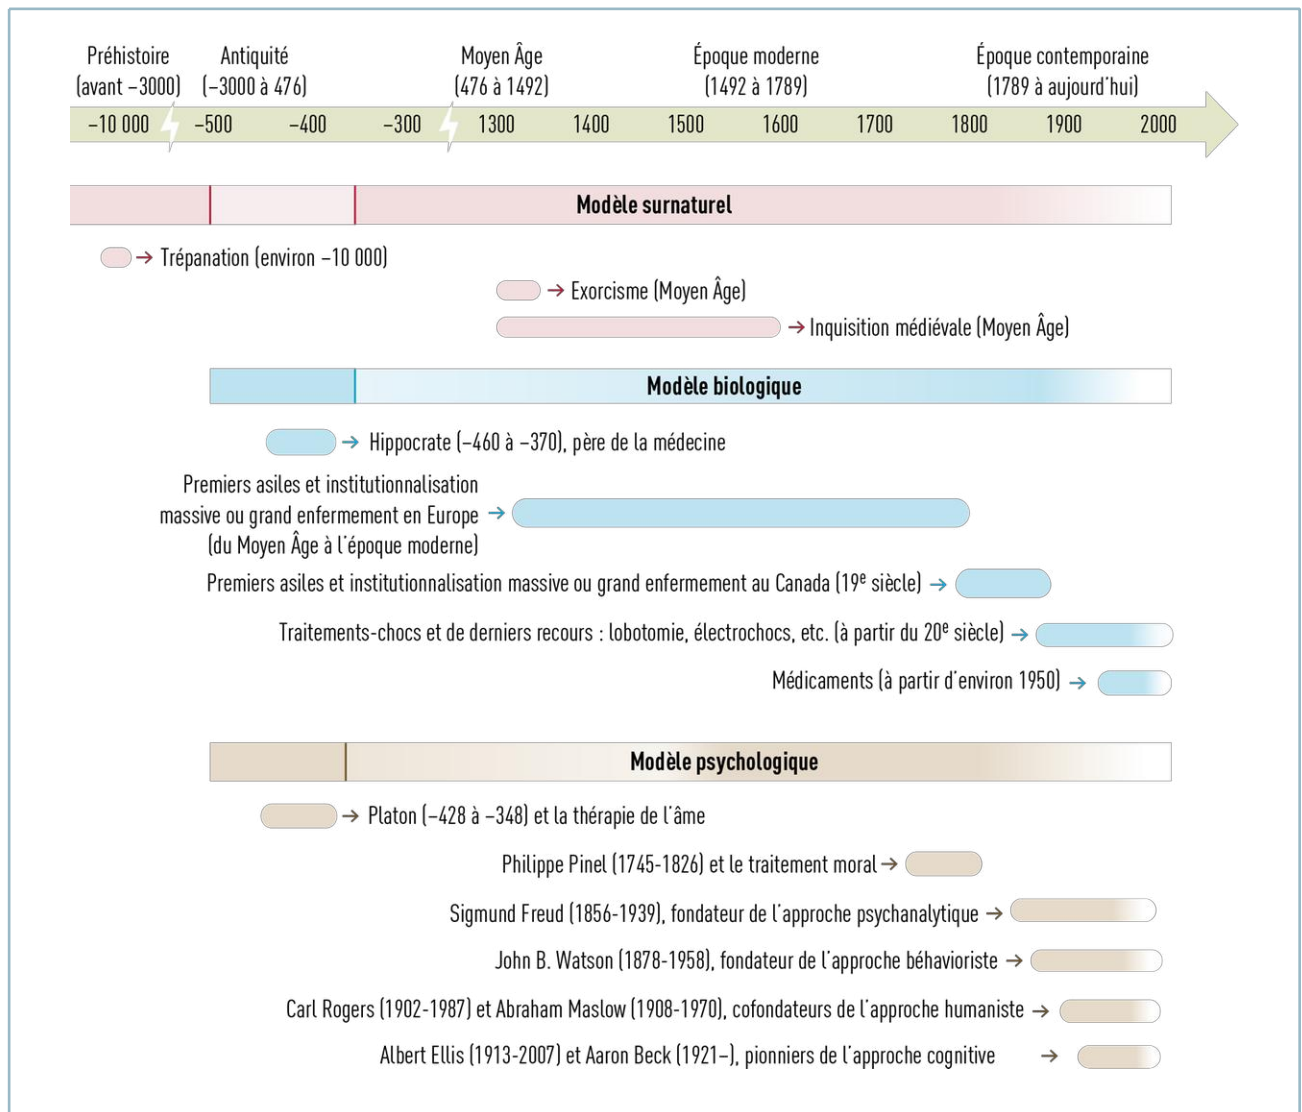 Préhistoire
(avant –3000)
Antiquité
(–3000 à 476)
Moyen Âge
(476 à 1492)
Époque moderne
(1492 à 1789)
Époque contemporaine
(1789 à aujourd’hui)
–10 000 –500 –400 –300 1300 1400 1500 1600 1700 1800 1900 2000
Modèle surnaturel
Trépanation (environ –10 000)
Exorcisme (Moyen Âge)
Inquisition médiévale (Moyen Âge)
Modèle biologique
Hippocrate (–460 à –370), père de la médecine
Premiers asiles et institutionnalisation
massive ou grand enfermement en Europe
(du Moyen Âge à l’époque moderne)
Premiers asiles et institutionnalisation massive ou grand enfermement au Canada (19e siècle)
Traitements-chocs et de derniers recours : lobotomie, électrochocs, etc. (à partir du 20e siècle)
Médicaments (à partir d’environ 1950)
Modèle psychologique
Platon (–428 à –348) et la thérapie de l’âme
Philippe Pinel (1745-1826) et le traitement moral
Sigmund Freud (1856-1939), fondateur de l’approche psychanalytique
John B. Watson (1878-1958), fondateur de l’approche béhavioriste
Carl Rogers (1902-1987) et Abraham Maslow (1908-1970), cofondateurs de l’approche humaniste
Albert Ellis (1913-2007) et Aaron Beck (1921–), pionniers de l’approche cognitive